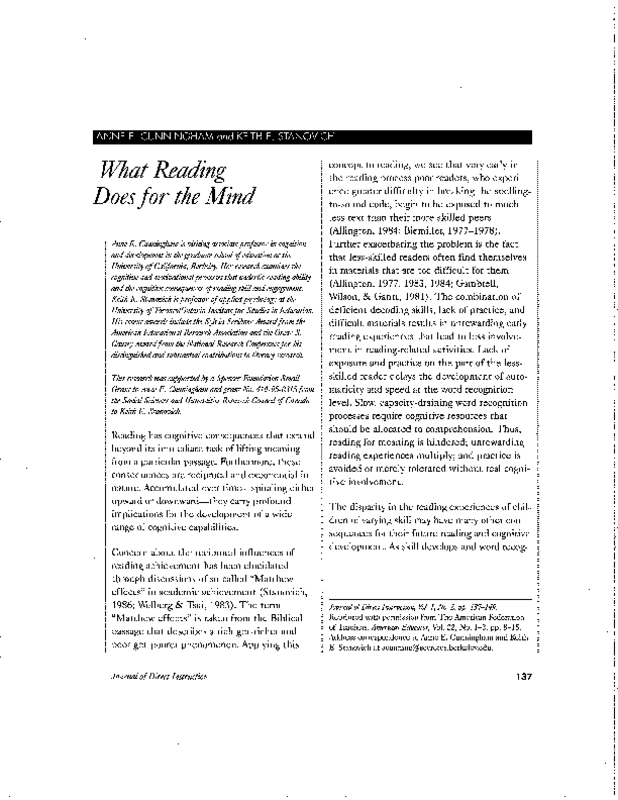 ANNE E. CUNNINGHAM and KEITH E. STANOVICH
What Reading
Does for the Mind
Anne E. Cunningham is visiting associate professor in cognition
and development in the graduate school of education at the
University of California, Berkeley. Her research examines the
cognitive and motivational processes that underlie reading ability
and the cognitive consequences of reading skill and engagement.
Keith E. Stanovich is professor of applied psychology at the
University of Toronto/Ontario Institute for Studies in Education.
His recent awards include the Sylvia Scribner Award from the
American Educational Research Association and the Oscar S.
Causey award from the National Research Conference for his
distinguished and substantial contributions to literacy research.
This research was supported by a Spencer Foundation Small
Grant to Anne E. Cunningham and grant No. from
the Social Sciences and Humanities Research Council of Canada
to Keith E. Stanovich.
Reading has cognitive consequences that extend
beyond its immediate task of lifting meaning
from a particular passage. Furthermore, these
consequences are reciprocal and exponential in
nature. Accumulated over time—spiraling either
upward or downward—they carry profound
implications for the development of a wide
range of cognitive capabilities.
Concern about the reciprocal influences of
reading achievement has been elucidated
through discussions of so-called "Matthew
effects" in academic achievement (Stanovich,
1986; Walberg & Tsai, 1983). The term
"Matthew effects" is taken from the Biblical
passage that describes a rich-get-richer and
poor-get-poorer phenomenon. Applying this
concept to reading, we see that very early in
the reading process poor readers, who experi-
ence greater difficulty in breaking the spelling-
to-sound code, begin to be exposed to much
less text than their more skilled peers
(Allington, 1984; Biemiller, 1977–1978).
Further exacerbating the problem is the fact
that less-skilled readers often find themselves
in materials that are too difficult for them
(Allington, 1977, 1983, 1984; Gambrell,
Wilson, & Gantt, 1981). The combination of
deficient decoding skills, lack of practice, and
difficult materials results in unrewarding early
reading experiences that lead to less involve-
ment in reading-related activities. Lack of
exposure and practice on the part of the less-
skilled reader delays the development of auto-
maticity and speed at the word recognition
level. Slow, capacity-draining word recognition
processes require cognitive resources that
should be allocated to comprehension. Thus,
reading for meaning is hindered; unrewarding
reading experiences multiply; and practice is
avoided or merely tolerated without real cogni-
tive involvement.
The disparity in the reading experiences of chil-
dren of varying skill may have many other con-
sequences for their future reading and cognitive
development. As skill develops and word recog-
Journal of Direct Instruction, Vol. 1, No. 2, pp. 137–149.
Reprinted with permission from The American Federation
of Teachers. American Educator, Vol. 22, No. 1–2, pp. 8–15.
Address correspondence to Anne E. Cunningham and Keith
E. Stanovich at
Journal of Direct Instruction
137